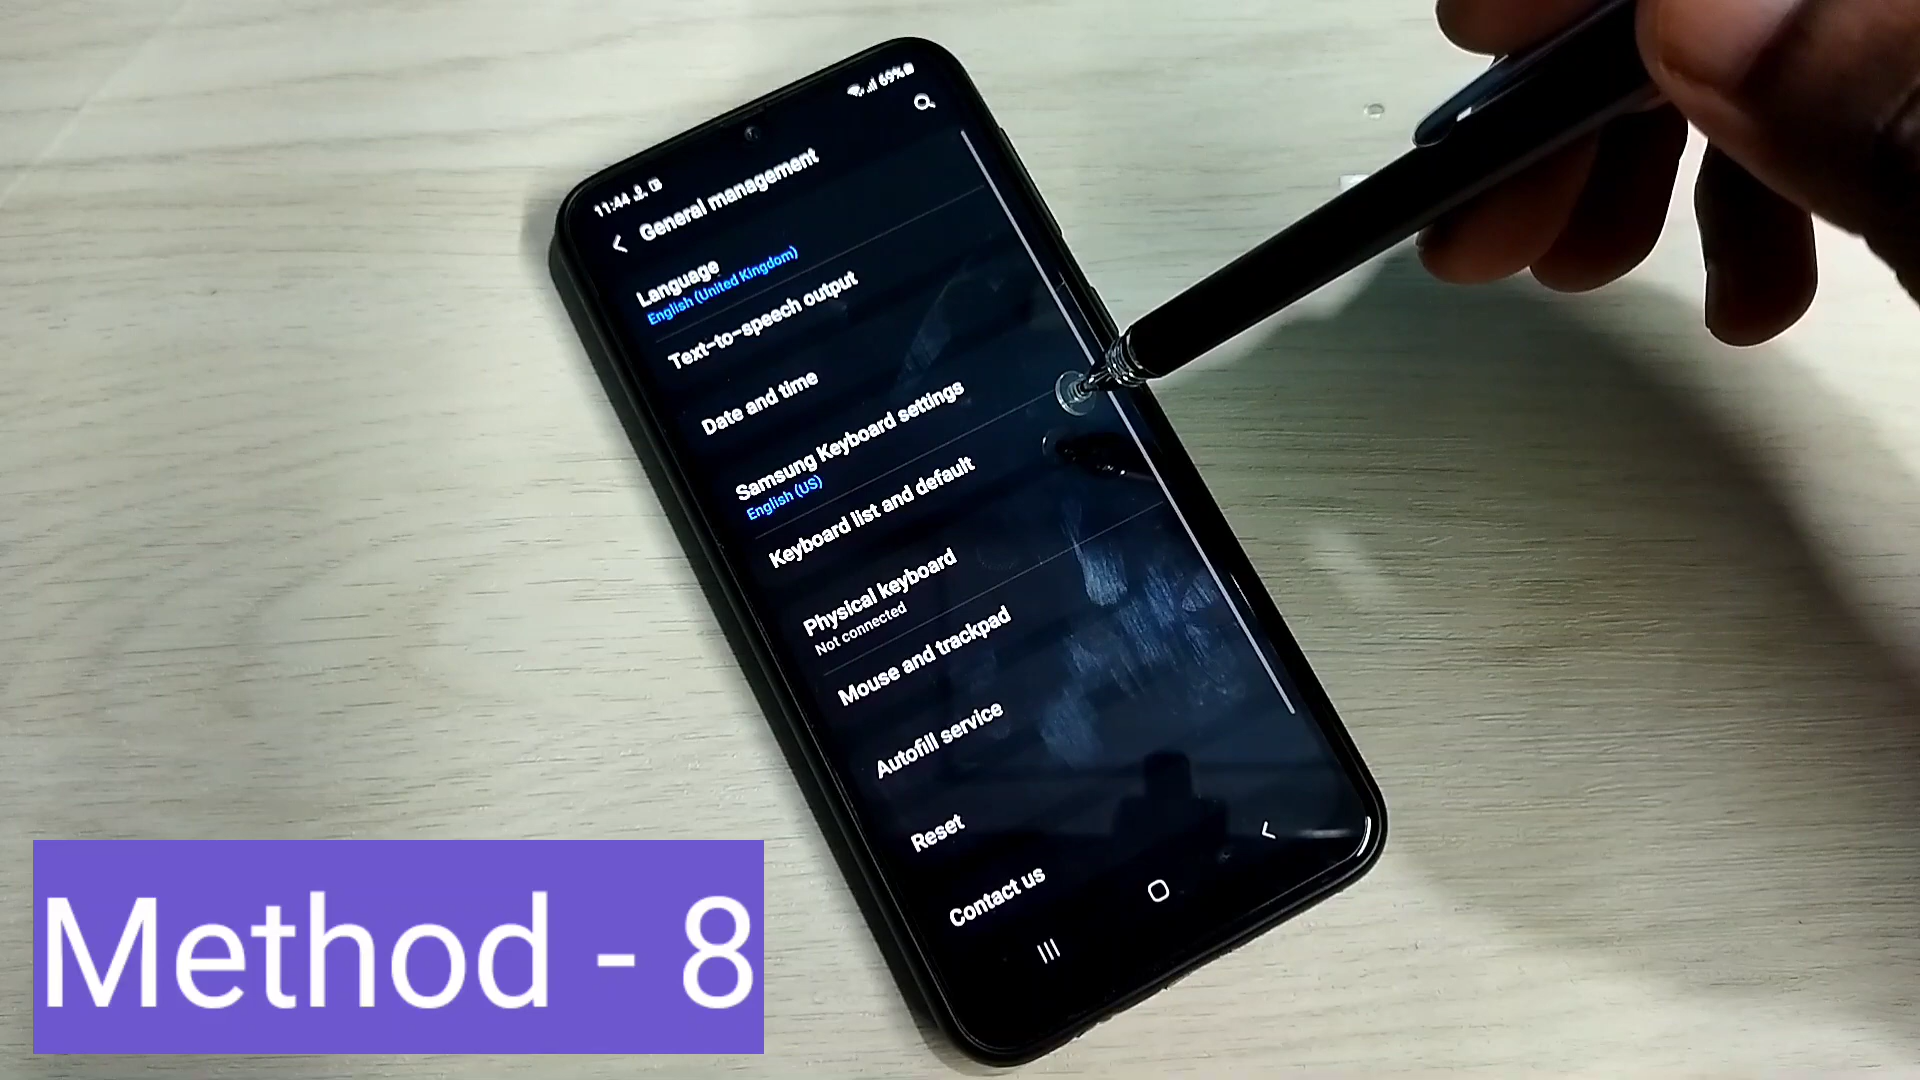 11:44
69%
General management
Language
English (United Kingdom)
Text-to-speech output
Date and time
Samsung Keyboard settings
English (US)
Keyboard list and default
Physical keyboard
Not connected
Mouse and trackpad
Autofill service
Reset
Contact us
Method - 8